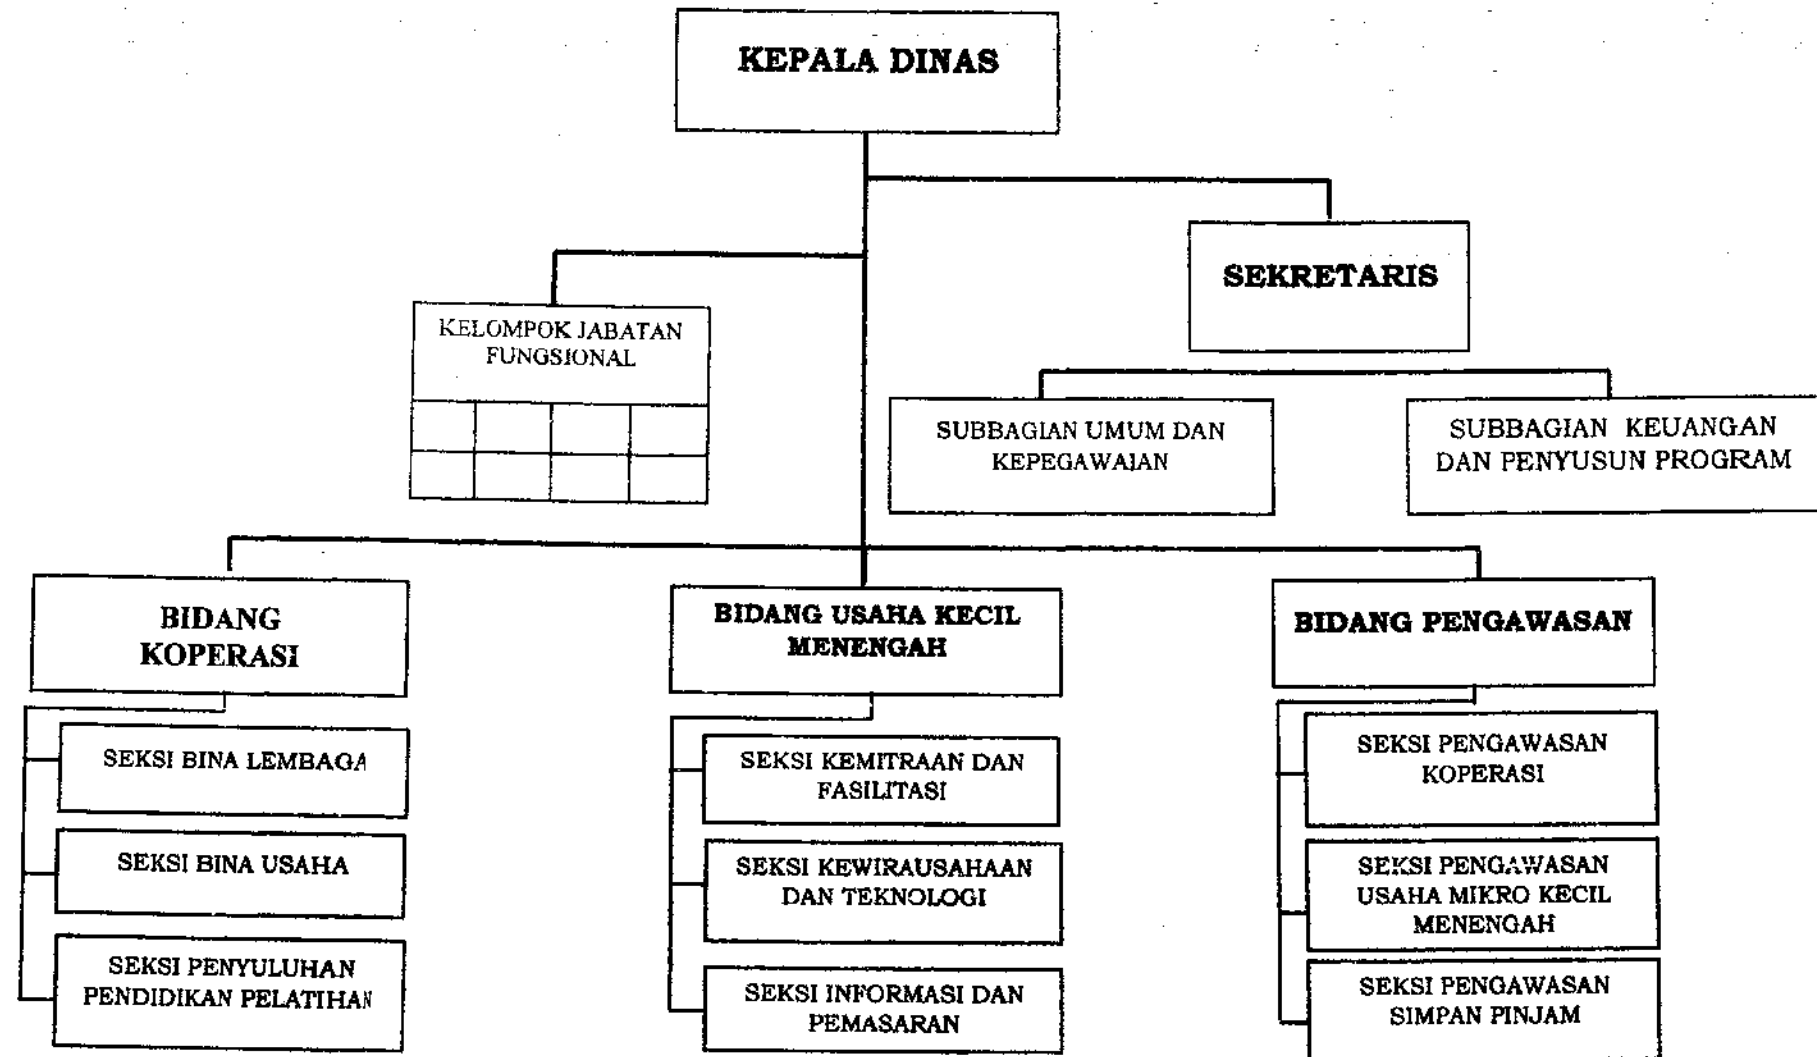 KEPALA DINAS
SEKRETARIS
KELOMPOK JABATAN
FUNGSIONAL
SUBBAGIAN UMUM DAN
KEPEGAWAIAN
SUBBAGIAN KEUANGAN
DAN PENYUSUN PROGRAM
BIDANG
KOPERASI
SEKSI BINA LEMBAGA
SEKSI BINA USAHA
SEKSI PENYULUHAN
PENDIDIKAN PELATIHAN
BIDANG USAHA KECIL
MENENGAH
SEKSI KEMITRAAN DAN
FASILITASI
SEKSI KEWIRAUSAHAAN
DAN TEKNOLOGI
SEKSI INFORMASI DAN
PEMASARAN
BIDANG PENGAWASAN
SEKSI PENGAWASAN
KOPERASI
SEKSI PENGAWASAN
USAHA MIKRO KECIL
MENENGAH
SEKSI PENGAWASAN
SIMPAN PINJAM